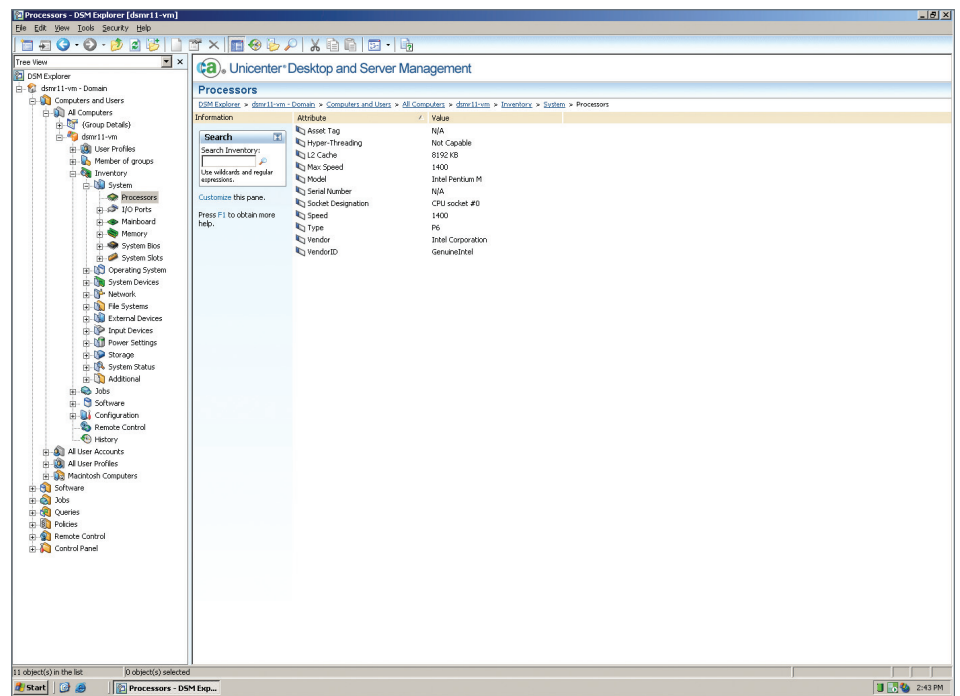 Processors - DSM Explorer [dsmr11-vm]
File Edit View Tools Security Help
Tree View
DSM Explorer
dsmr11-vm - Domain
Computers and Users
All Computers
{Group Details}
dsmr11-vm
User Profiles
Member of groups
Inventory
System
Processors
I/O Ports
Mainboard
Memory
System Bios
System Slots
Operating System
System Devices
Network
File Systems
External Devices
Input Devices
Power Settings
Storage
System Status
Additional
Jobs
Software
Configuration
Remote Control
History
All User Accounts
All User Profiles
Macintosh Computers
Software
Jobs
Queries
Policies
Remote Control
Control Panel
ca Unicenter® Desktop and Server Management
Processors
DSM Explorer > dsmr11-vm - Domain > Computers and Users > All Computers > dsmr11-vm > Inventory > System > Processors
Information
Search
Search Inventory:
Use wildcards and regular
expressions.
Customize this pane.
Press F1 to obtain more
help.
Attribute Value
Asset Tag N/A
Hyper-Threading Not Capable
L2 Cache 8192 KB
Max Speed 1400
Model Intel Pentium M
Serial Number N/A
Socket Designation CPU socket #0
Speed 1400
Type P6
Vendor Intel Corporation
VendorID GenuineIntel
11 object(s) in the list 0 object(s) selected
Start Processors - DSM Exp... 2:43 PM